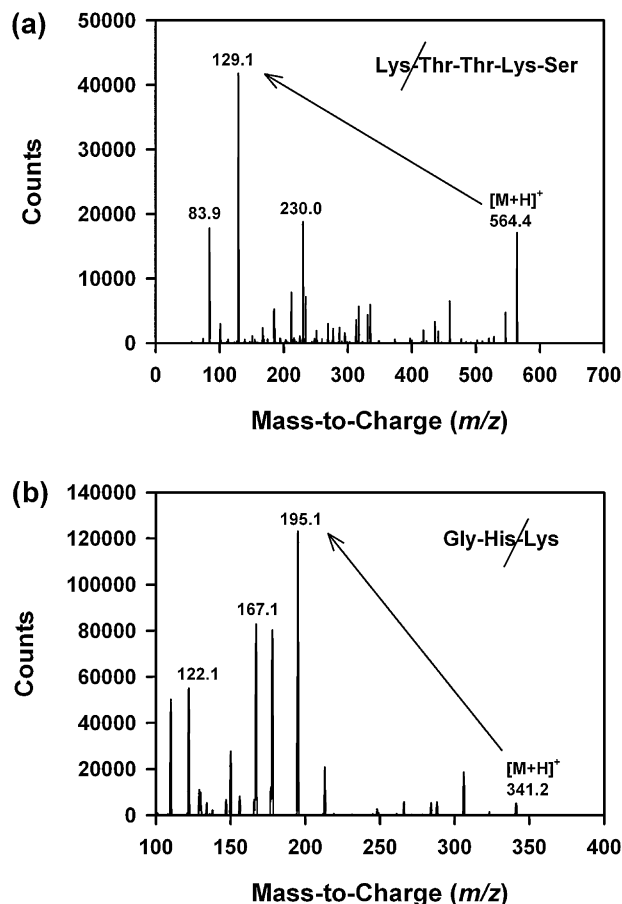 (a)
50000
40000
30000
20000
10000
0
Counts
129.1
83.9
230.0
Lys-Thr-Thr-Lys-Ser
[M+H]+
564.4
0 100 200 300 400 500 600 700
Mass-to-Charge (m/z)
(b)
140000
120000
100000
80000
60000
40000
20000
0
Counts
195.1
167.1
122.1
Gly-His-Lys
[M+H]+
341.2
100 150 200 250 300 350 400
Mass-to-Charge (m/z)